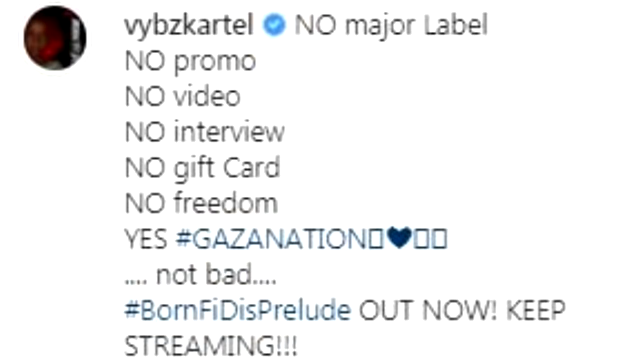 vybzkartel NO major Label
NO promo
NO video
NO interview
NO gift Card
NO freedom
YES #GAZANATION▯♥▯▯
.... not bad....
#BornFiDisPrelude OUT NOW! KEEP
STREAMING!!!